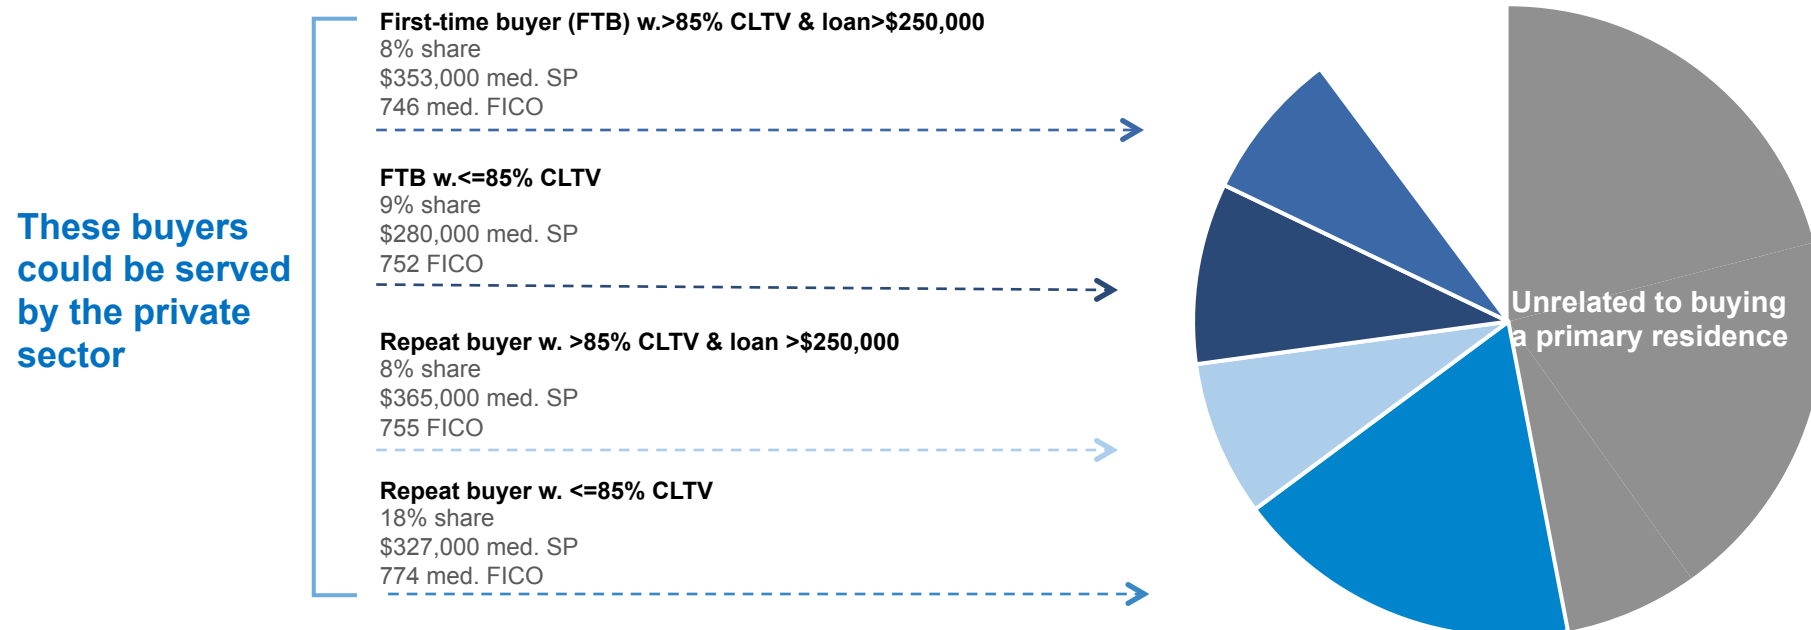 These buyers
could be served
by the private
sector
First-time buyer (FTB) w.>85% CLTV & loan>$250,000
8% share
$353,000 med. SP
746 med. FICO
FTB w.<=85% CLTV
9% share
$280,000 med. SP
752 FICO
Repeat buyer w. >85% CLTV & loan >$250,000
8% share
$365,000 med. SP
755 FICO
Repeat buyer w. <=85% CLTV
18% share
$327,000 med. SP
774 med. FICO
Unrelated to buying
a primary residence